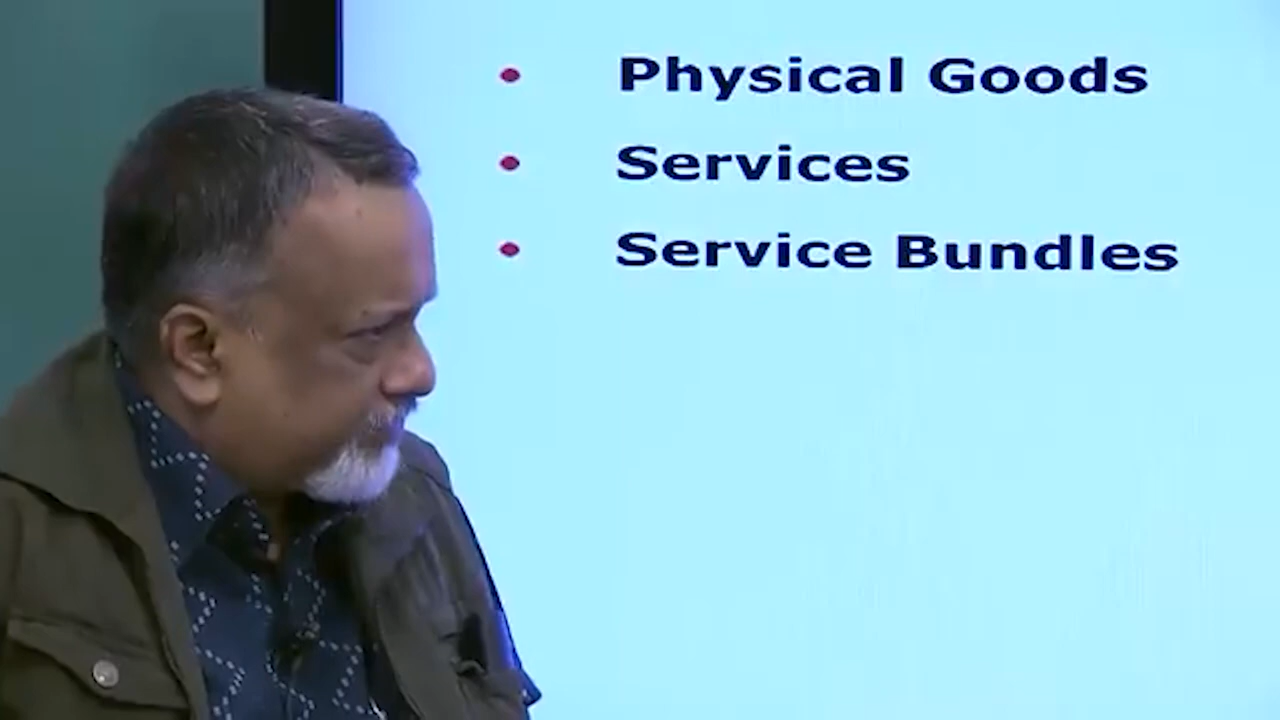 • Physical Goods
• Services
• Service Bundles